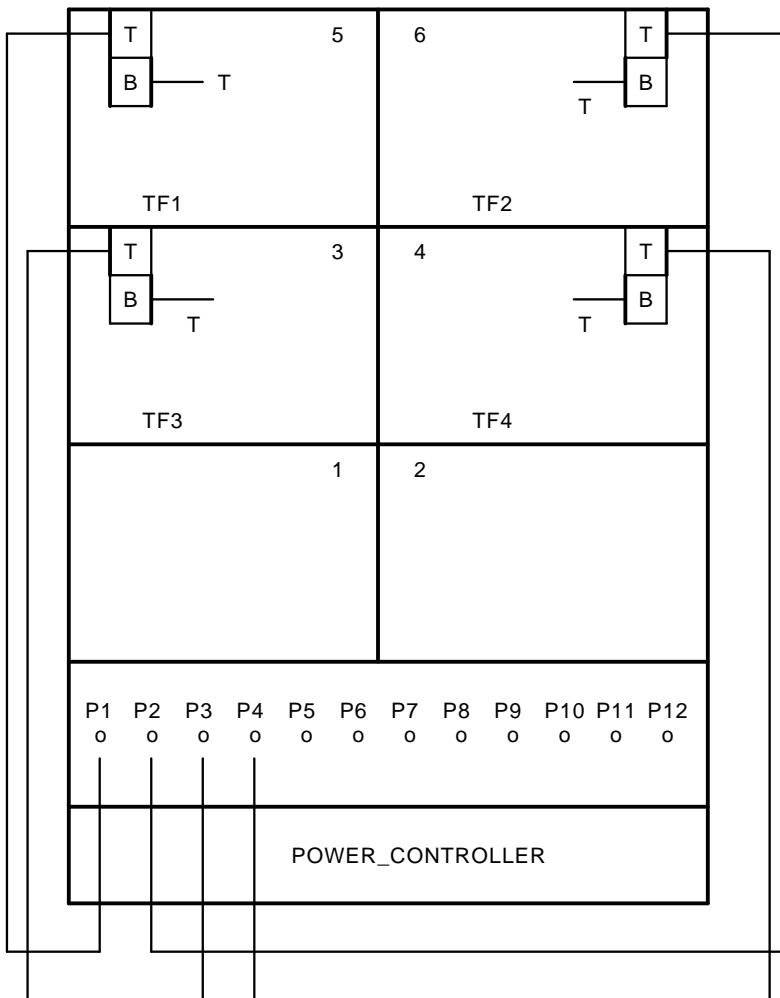 T 5 6 T
B T B
T
TF1 TF2
T 3 4 T
B B
T T
TF3 TF4
1 2
P1 P2 P3 P4 P5 P6 P7 P8 P9 P10 P11 P12
o o o o o o o o o o o o
POWER_CONTROLLER